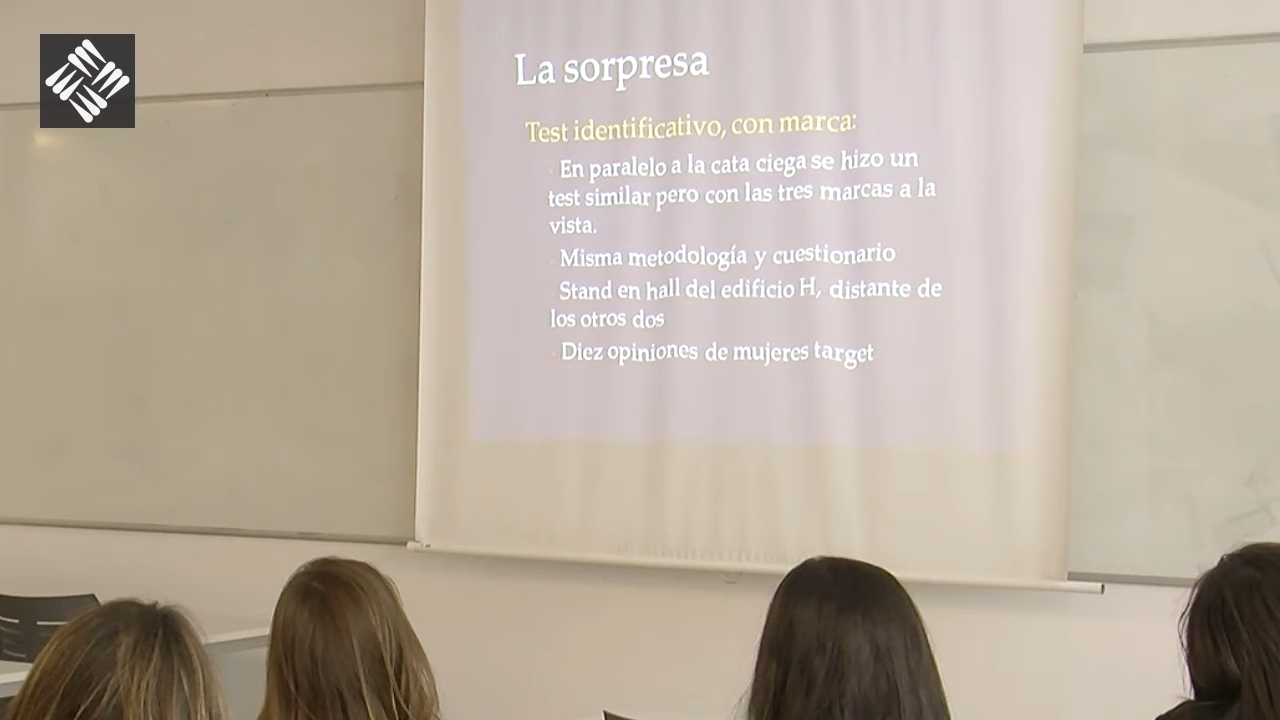 La sorpresa
Test identificativo, con marca:
En paralelo a la cata ciega se hizo un
test similar pero con las tres marcas a la
vista.
Misma metodología y cuestionario
Stand en hall del edificio H, distante de
los otros dos
Diez opiniones de mujeres target